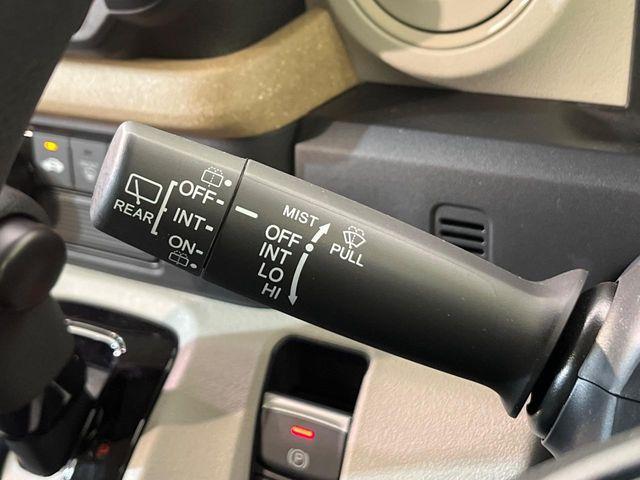 REAR
OFF
INT
ON
MIST
OFF
INT
LO
HI
PULL
P